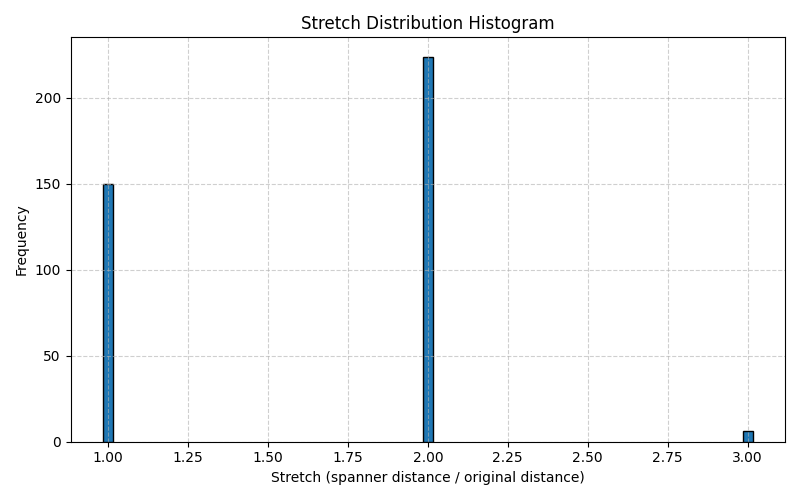 Stretch Distribution Histogram
Frequency
200
150
100
50
0
1.00 1.25 1.50 1.75 2.00 2.25 2.50 2.75 3.00
Stretch (spanner distance / original distance)